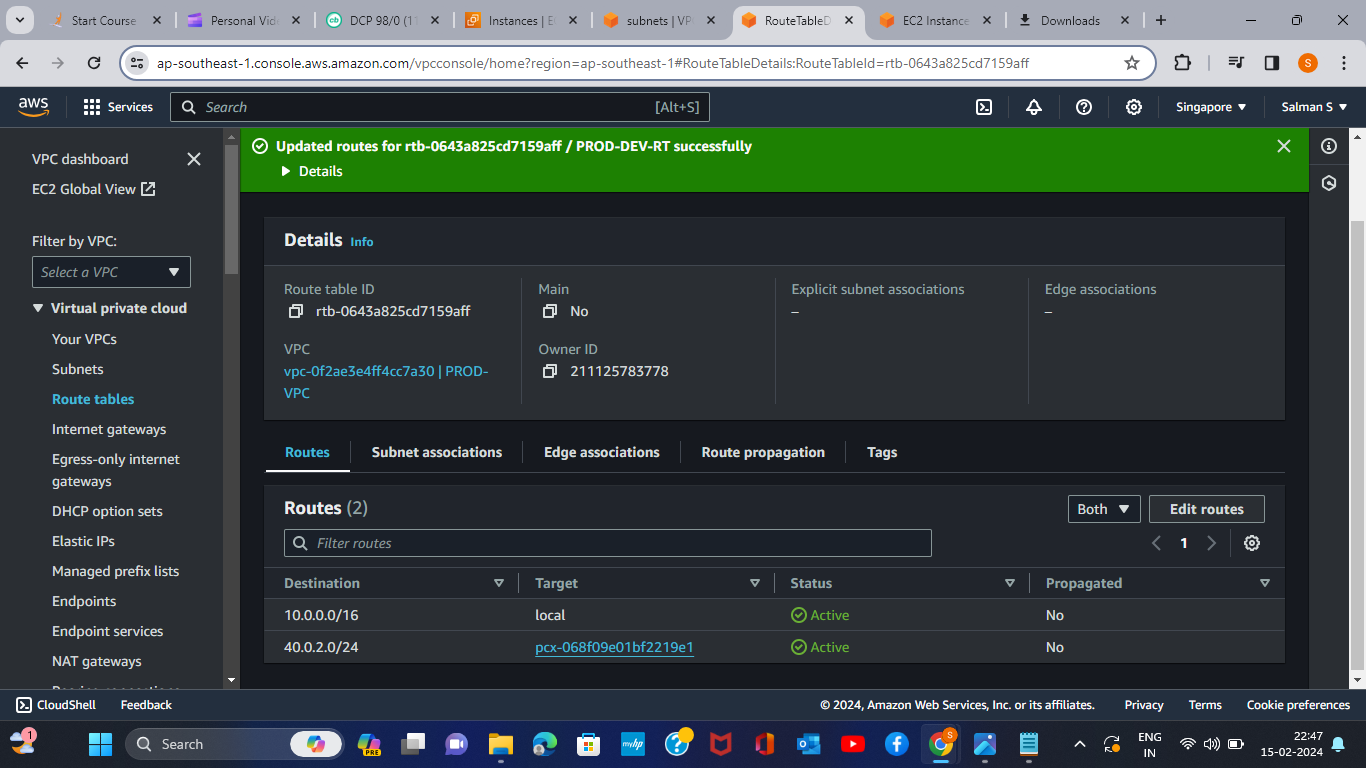 Start Course
Personal Vid
DCP 98/0 (1
Instances | E
subnets | VP
RouteTableD
EC2 Instance
Downloads
ap-southeast-1.console.aws.amazon.com/vpcconsole/home?region=ap-southeast-1#RouteTableDetails:RouteTableId=rtb-0643a825cd7159aff
S
aws
Services
Search
[Alt+S]
Singapore
Salman S
VPC dashboard
EC2 Global View
Filter by VPC:
Select a VPC
Virtual private cloud
Your VPCs
Subnets
Route tables
Internet gateways
Egress-only internet
gateways
DHCP option sets
Elastic IPs
Managed prefix lists
Endpoints
Endpoint services
NAT gateways
Updated routes for rtb-0643a825cd7159aff / PROD-DEV-RT successfully
Details
Details Info
Route table ID
rtb-0643a825cd7159aff
Main
No
Explicit subnet associations
–
Edge associations
–
VPC
vpc-0f2ae3e4ff4cc7a30 | PROD-
VPC
Owner ID
211125783778
Routes
Subnet associations
Edge associations
Route propagation
Tags
Routes (2)
Both
Edit routes
Filter routes
1
Destination Target Status Propagated
10.0.0.0/16 local Active No
40.0.2.0/24 pcx-068f09e01bf2219e1 Active No
CloudShell
Feedback
© 2024, Amazon Web Services, Inc. or its affiliates.
Privacy
Terms
Cookie preferences
1
Search
PRE
myhp
S
ENG
IN
22:47
15-02-2024